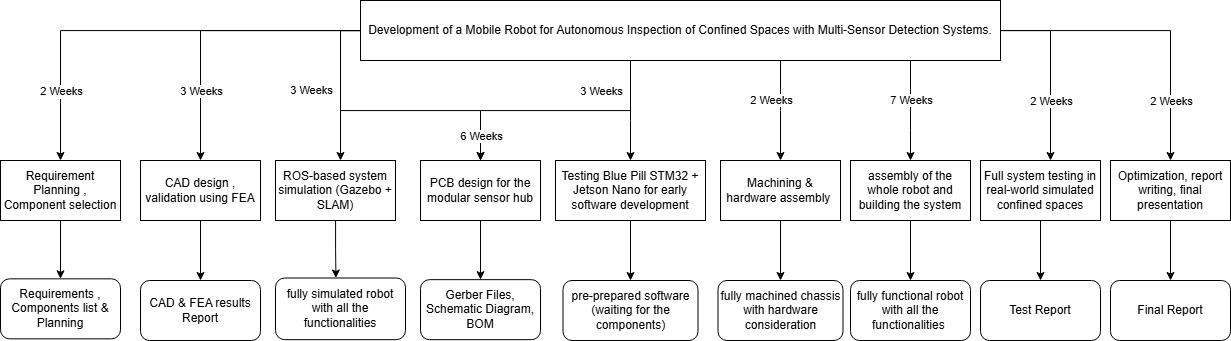 Development of a Mobile Robot for Autonomous Inspection of Confined Spaces with Multi-Sensor Detection Systems.
2 Weeks
3 Weeks
3 Weeks
3 Weeks
2 Weeks
7 Weeks
2 Weeks
2 Weeks
6 Weeks
Requirement
Planning ,
Component selection
CAD design ,
validation using FEA
ROS-based system
simulation (Gazebo +
SLAM)
PCB design for the
modular sensor hub
Testing Blue Pill STM32 +
Jetson Nano for early
software development
Machining &
hardware assembly
assembly of the
whole robot and
building the system
Full system testing in
real-world simulated
confined spaces
Optimization, report
writing, final
presentation
Requirements ,
Components list &
Planning
CAD & FEA results
Report
fully simulated robot
with all the
functionalities
Gerber Files,
Schematic Diagram,
BOM
pre-prepared software
(waiting for the
components)
fully machined chassis
with hardware
consideration
fully functional robot
with all the
functionalities
Test Report
Final Report